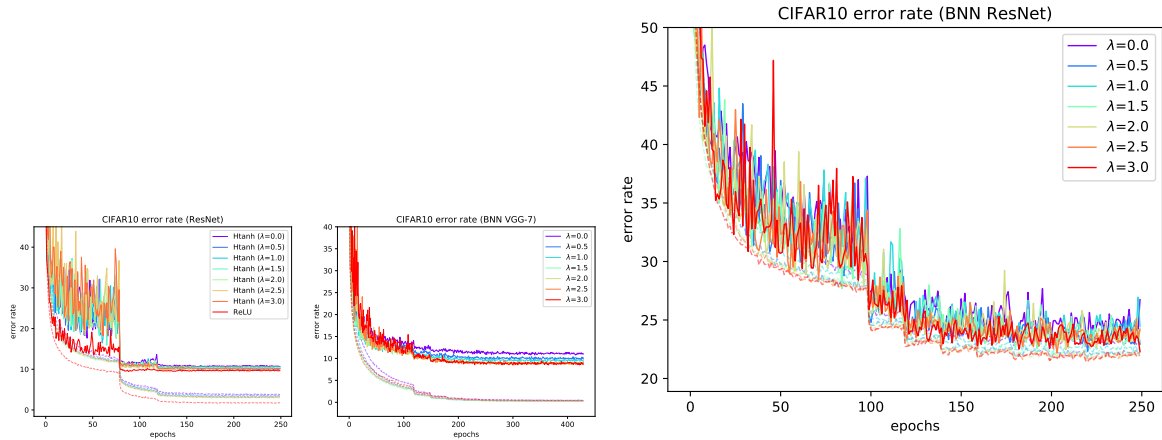 CIFAR10 error rate (ResNet)
error rate
40
30
20
10
0
Htanh (λ=0.0)
Htanh (λ=0.5)
Htanh (λ=1.0)
Htanh (λ=1.5)
Htanh (λ=2.0)
Htanh (λ=2.5)
Htanh (λ=3.0)
ReLU
0 50 100 150 200 250
epochs
CIFAR10 error rate (BNN VGG-7)
error rate
40
35
30
25
20
15
10
5
0
λ=0.0
λ=0.5
λ=1.0
λ=1.5
λ=2.0
λ=2.5
λ=3.0
0 100 200 300 400
epochs
CIFAR10 error rate (BNN ResNet)
error rate
50
45
40
35
30
25
20
λ=0.0
λ=0.5
λ=1.0
λ=1.5
λ=2.0
λ=2.5
λ=3.0
0 50 100 150 200 250
epochs